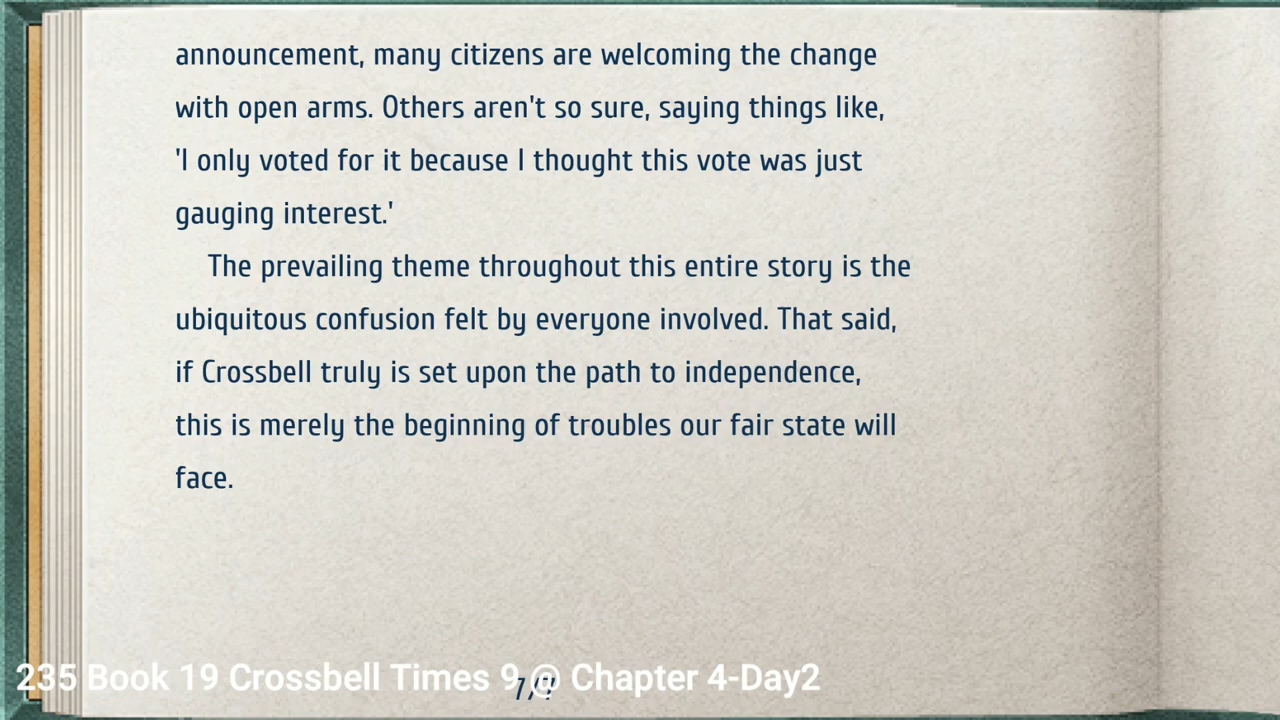 announcement, many citizens are welcoming the change
with open arms. Others aren't so sure, saying things like,
'I only voted for it because I thought this vote was just
gauging interest.'
The prevailing theme throughout this entire story is the
ubiquitous confusion felt by everyone involved. That said,
if Crossbell truly is set upon the path to independence,
this is merely the beginning of troubles our fair state will
face.
235 Book 19 Crossbell Times 9 @ Chapter 4-Day2
7/7